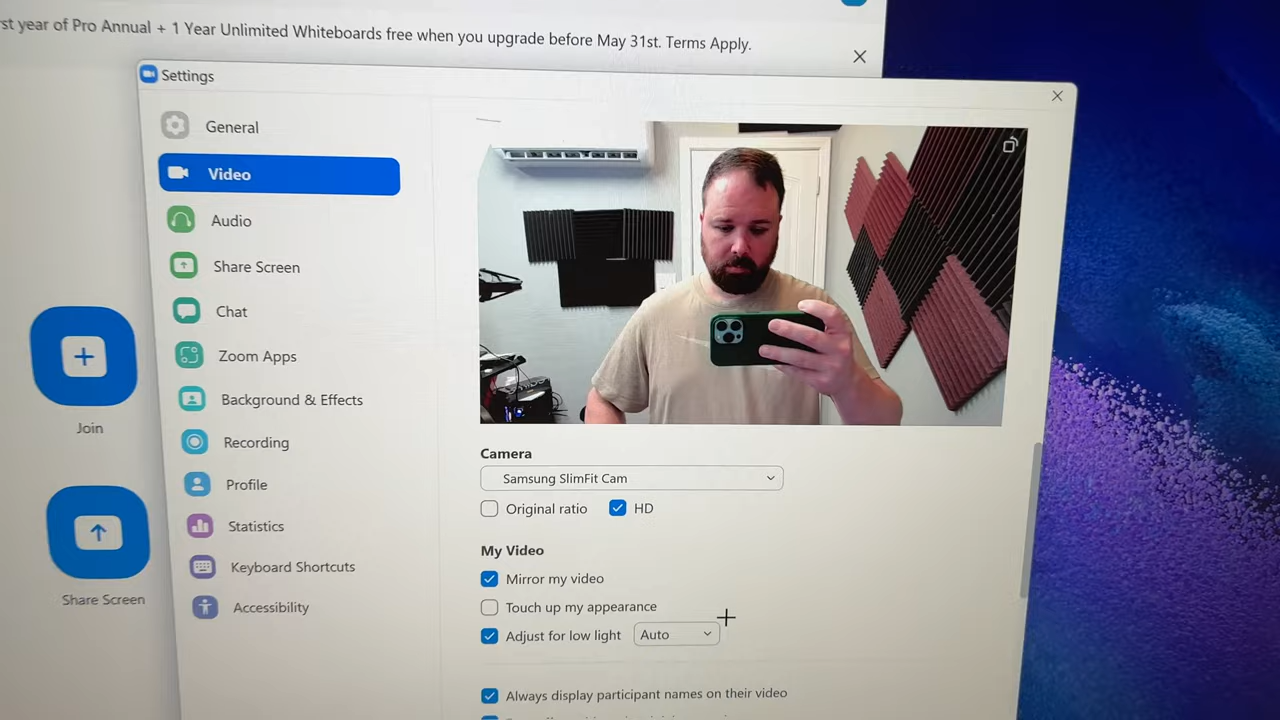 st year of Pro Annual + 1 Year Unlimited Whiteboards free when you upgrade before May 31st. Terms Apply.
Settings
General
Video
Audio
Share Screen
Chat
Zoom Apps
Background & Effects
Recording
Profile
Statistics
Keyboard Shortcuts
Accessibility
Join
Share Screen
Camera
Samsung SlimFit Cam
Original ratio
HD
My Video
Mirror my video
Touch up my appearance
Adjust for low light
Auto
Always display participant names on their video